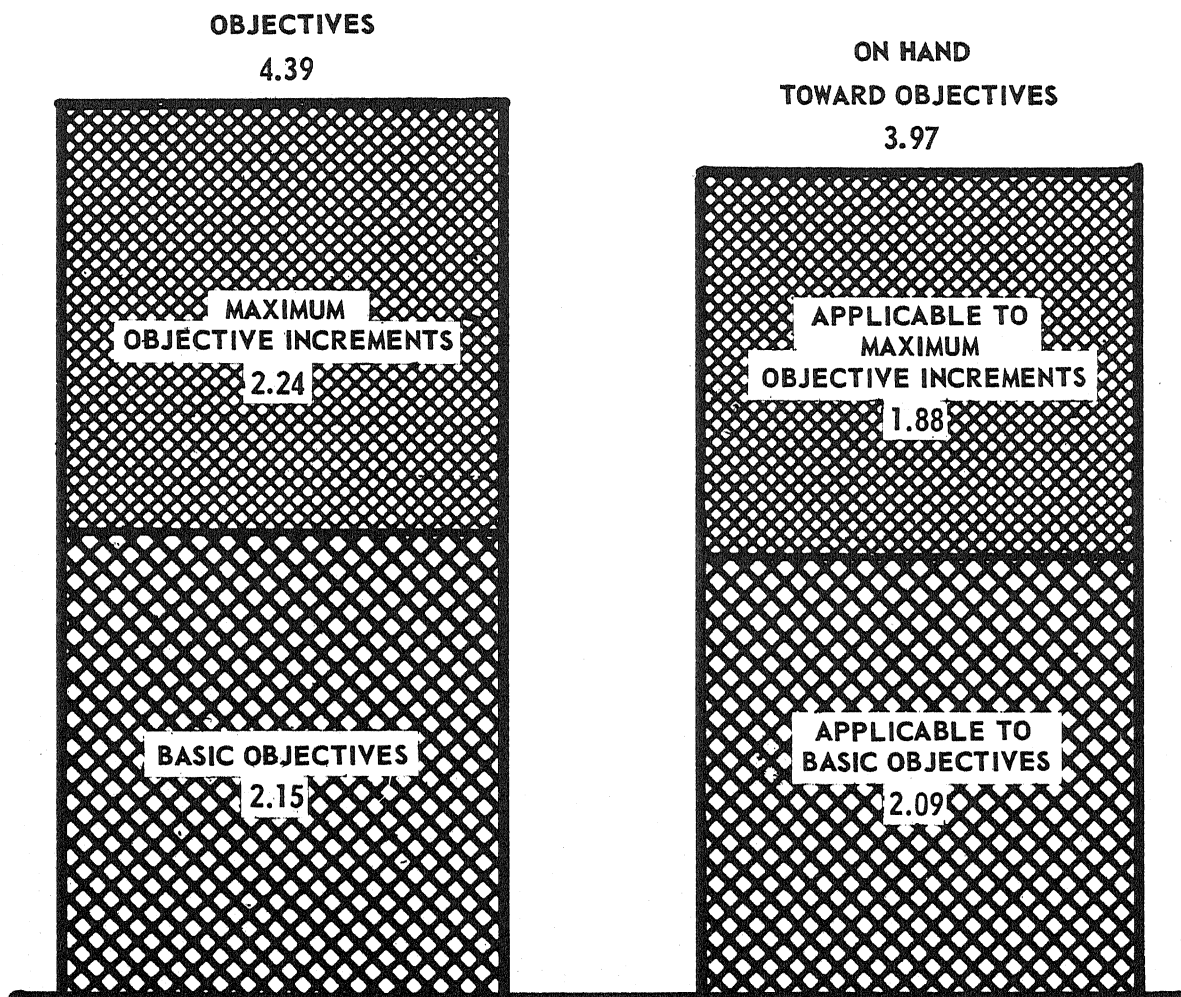 OBJECTIVES
4.39
MAXIMUM
OBJECTIVE INCREMENTS
2.24
BASIC OBJECTIVES
2.15
ON HAND
TOWARD OBJECTIVES
3.97
APPLICABLE TO
MAXIMUM
OBJECTIVE INCREMENTS
1.88
APPLICABLE TO
BASIC OBJECTIVES
2.09